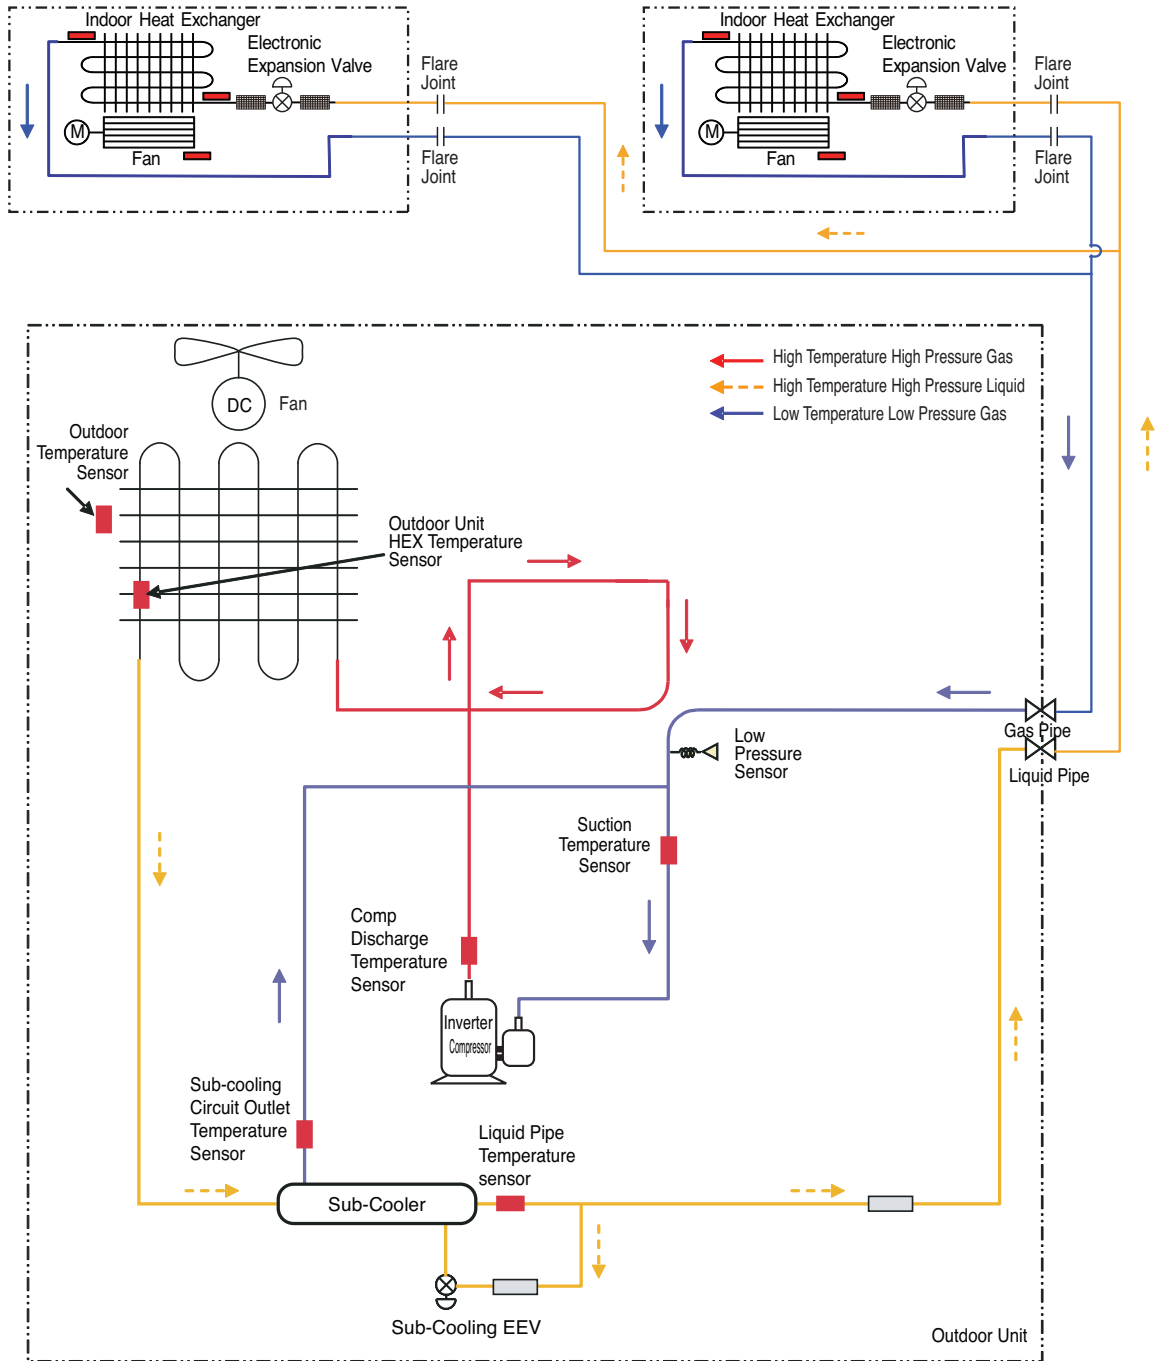 Indoor Heat Exchanger
Electronic
Expansion Valve
Flare
Joint
M
Fan
Flare
Joint
Indoor Heat Exchanger
Electronic
Expansion Valve
Flare
Joint
M
Fan
Flare
Joint
High Temperature High Pressure Gas
High Temperature High Pressure Liquid
Low Temperature Low Pressure Gas
DC
Fan
Outdoor
Temperature
Sensor
Outdoor Unit
HEX Temperature
Sensor
Gas Pipe
Low
Pressure
Sensor
Liquid Pipe
Suction
Temperature
Sensor
Comp
Discharge
Temperature
Sensor
Inverter
Compressor
Sub-cooling
Circuit Outlet
Temperature
Sensor
Liquid Pipe
Temperature
sensor
Sub-Cooler
Sub-Cooling EEV
Outdoor Unit